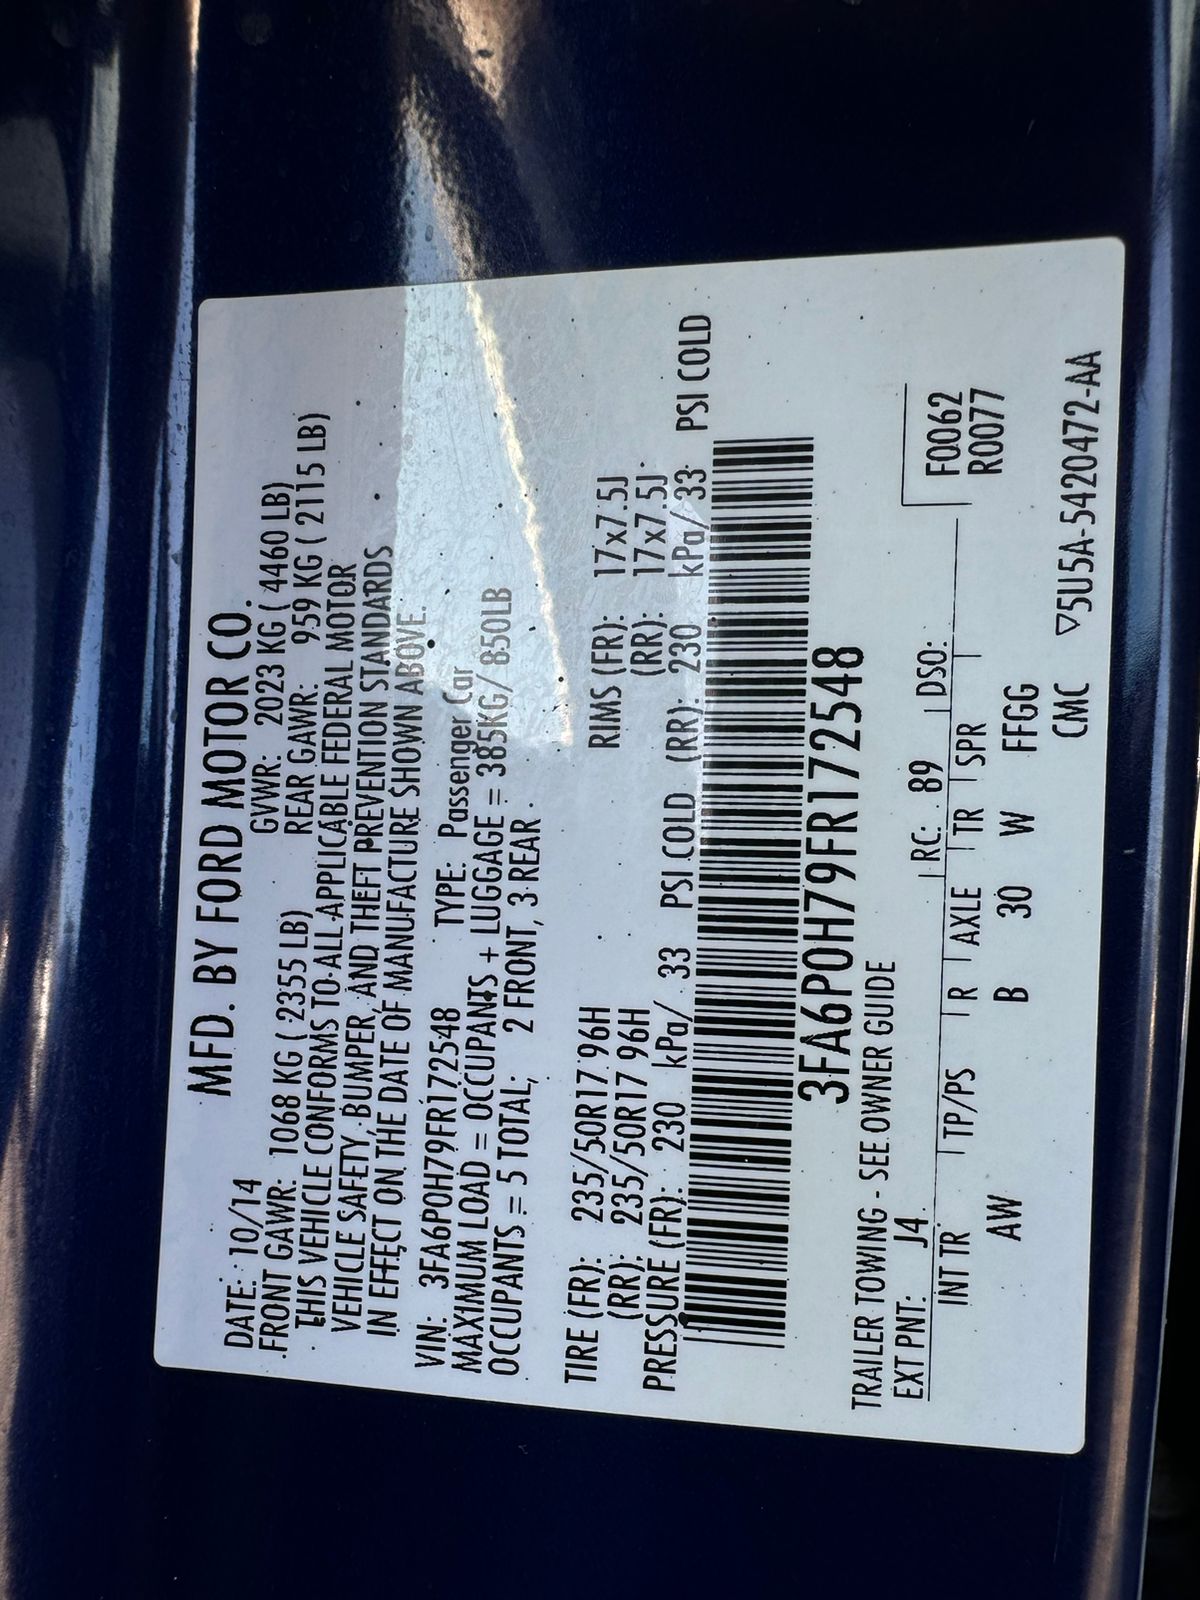 MFD. BY FORD MOTOR CO.
DATE: 10/14 GVWR: 2023 KG ( 4460 LB)
FRONT GAWR: 1068 KG ( 2355 LB) REAR GAWR: 959 KG ( 2115 LB)
THIS VEHICLE CONFORMS TO ALL APPLICABLE FEDERAL MOTOR
VEHICLE SAFETY, BUMPER, AND THEFT PREVENTION STANDARDS
IN EFFECT ON THE DATE OF MANUFACTURE SHOWN ABOVE.
VIN: 3FA6P0H79FR172548 TYPE: Passenger Car
MAXIMUM LOAD = OCCUPANTS + LUGGAGE = 385KG/ 850LB
OCCUPANTS = 5 TOTAL; 2 FRONT, 3 REAR
TIRE (FR): 235/50R17 96H RIMS (FR): 17x7.5J
(RR): 235/50R17 96H (RR): 17x7.5J
PRESSURE (FR): 230 kPa/ 33 PSI COLD (RR): 230 kPa/ 33 PSI COLD
3FA6P0H79FR172548
TRAILER TOWING - SEE OWNER GUIDE
EXT PNT: J4 RC: 89 DSO: F0062
INT TR TP/PS R AXLE TR SPR R0077
AW B 30 W FFGG
CMC ▽5U5A-5420472-AA